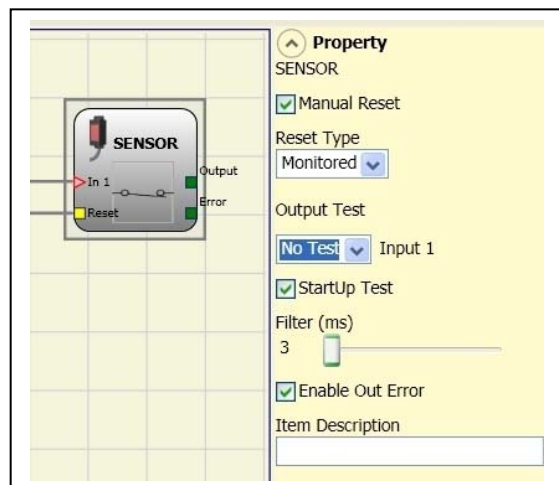 SENSOR
In 1
Output
Reset
Error
Property
SENSOR
Manual Reset
Reset Type
Monitored
Output Test
No Test Input 1
StartUp Test
Filter (ms)
3
Enable Out Error
Item Description